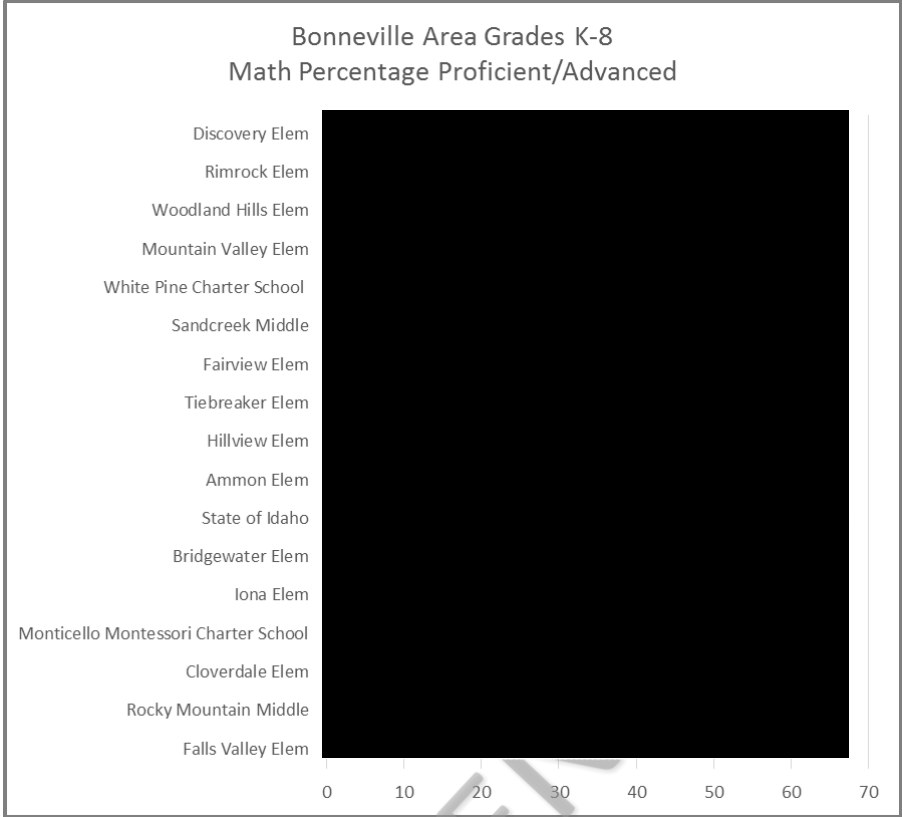 Bonneville Area Grades K-8
Math Percentage Proficient/Advanced
Discovery Elem
Rimrock Elem
Woodland Hills Elem
Mountain Valley Elem
White Pine Charter School
Sandcreek Middle
Fairview Elem
Tiebreaker Elem
Hillview Elem
Ammon Elem
State of Idaho
Bridgewater Elem
Iona Elem
Monticello Montessori Charter School
Cloverdale Elem
Rocky Mountain Middle
Falls Valley Elem
0 10 20 30 40 50 60 70